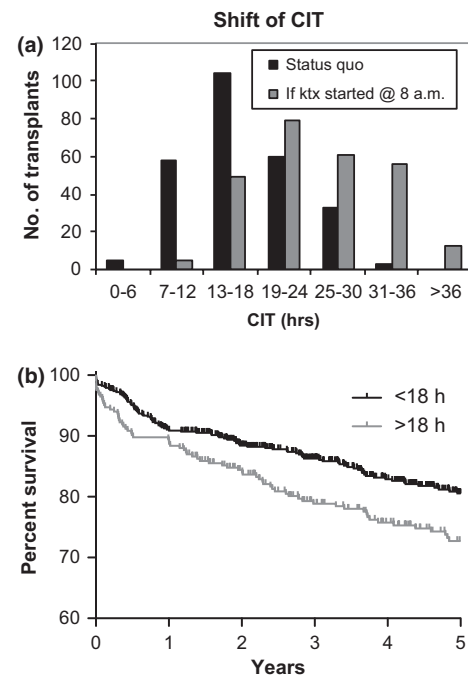 Shift of CIT
(a)
No. of transplants
120
100
80
60
40
20
0
Status quo
If ktx started @ 8 a.m.
0-6 7-12 13-18 19-24 25-30 31-36 >36
CIT (hrs)
(b)
Percent survival
100
90
80
70
60
<18 h
>18 h
0 1 2 3 4 5
Years